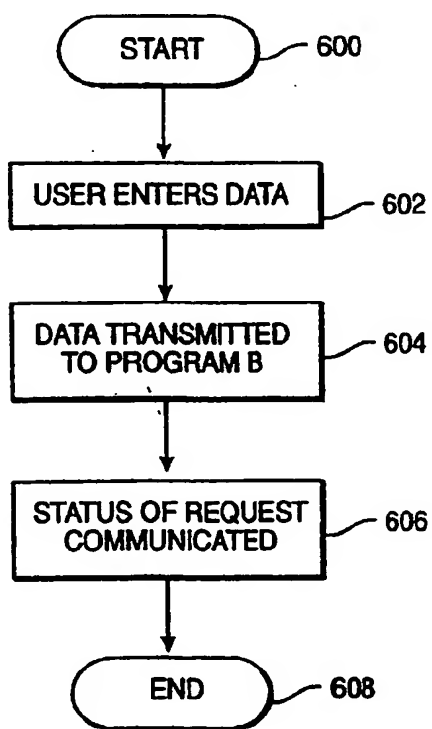 START
600
USER ENTERS DATA
602
DATA TRANSMITTED
TO PROGRAM B
604
STATUS OF REQUEST
COMMUNICATED
606
END
608